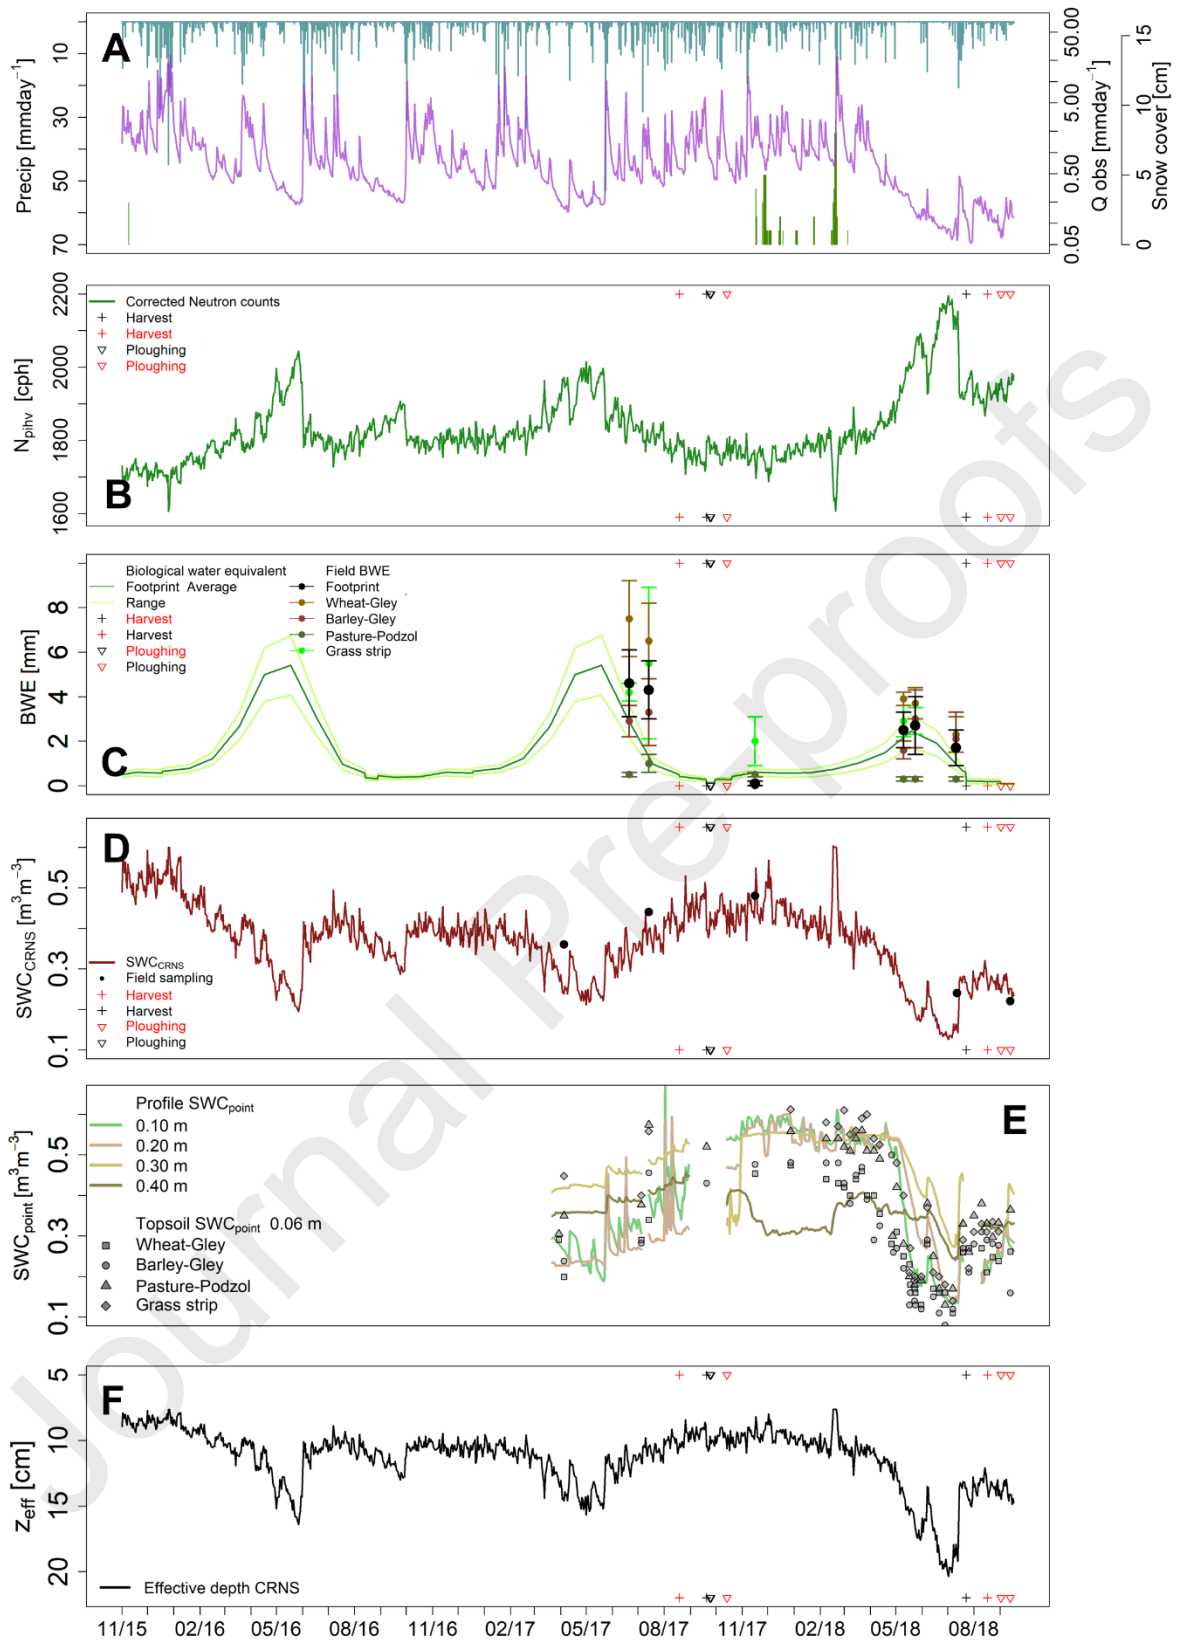 A
Precip [mmday⁻¹]
10
30
50
70
50.00
5.00
0.50
0.05
Q obs [mmday⁻¹]
15
10
5
0
Snow cover [cm]
B
N_pihv [cph]
2200
2000
1800
1600
Corrected Neutron counts
Harvest
Harvest
Ploughing
Ploughing
C
BWE [mm]
8
6
4
2
0
Biological water equivalent
Footprint Average
Range
Harvest
Harvest
Ploughing
Ploughing
Field BWE
Footprint
Wheat-Gley
Barley-Gley
Pasture-Podzol
Grass strip
D
SWC_CRNS [m³m⁻³]
0.5
0.3
0.1
SWC_CRNS
Field sampling
Harvest
Harvest
Ploughing
Ploughing
E
SWC_point [m³m⁻³]
0.5
0.3
0.1
Profile SWC_point
0.10 m
0.20 m
0.30 m
0.40 m
Topsoil SWC_point 0.06 m
Wheat-Gley
Barley-Gley
Pasture-Podzol
Grass strip
F
z_eff [cm]
5
10
15
20
Effective depth CRNS
11/15 02/16 05/16 08/16 11/16 02/17 05/17 08/17 11/17 02/18 05/18 08/18
Journal Pre-proofs